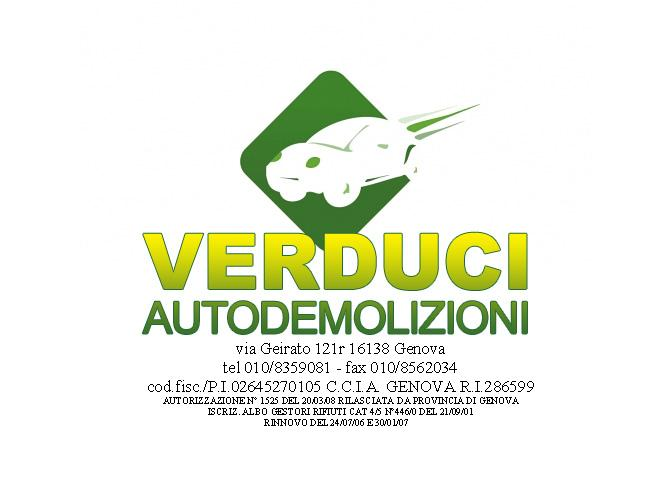 VERDUCI
AUTODEMOLIZIONI
via Geirato 121r 16138 Genova
tel 010/8359081 - fax 010/8562034
cod.fisc./P.I.02645270105 C.C.I.A. GENOVA R.I.286599
AUTORIZZAZIONE N° 1525 DEL 20/03/08 RILASCIATA DA PROVINCIA DI GENOVA
ISCRIZ. ALBO GESTORI RIFIUTI CAT 4/5 N°446/0 DEL 21/09/01
RINNOVO DEL 24/07/06 E 30/01/07